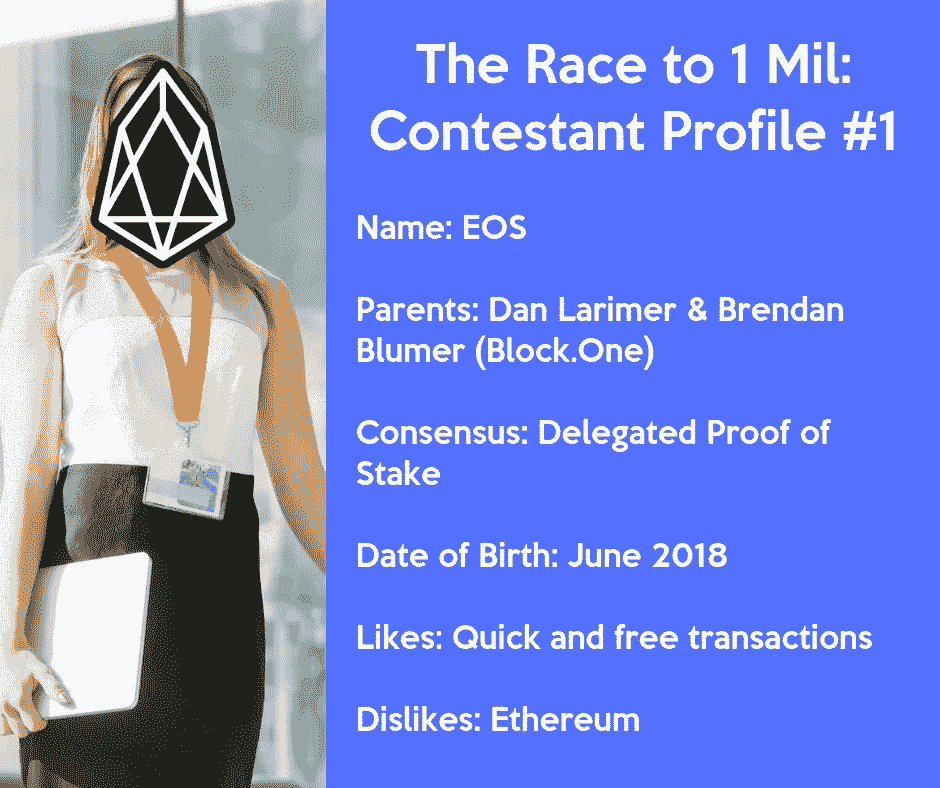 The Race to 1 Mil:
Contestant Profile #1
Name: EOS
Parents: Dan Larimer & Brendan
Blumer (Block.One)
Consensus: Delegated Proof of
Stake
Date of Birth: June 2018
Likes: Quick and free transactions
Dislikes: Ethereum